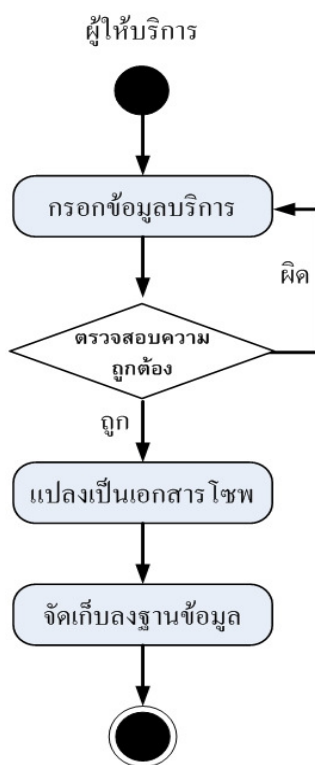 ผู้ให้บริการ
กรอกข้อมูลบริการ
ผิด
ตรวจสอบความ
ถูกต้อง
ถูก
แปลงเป็นเอกสารโซพ
จัดเก็บลงฐานข้อมูล